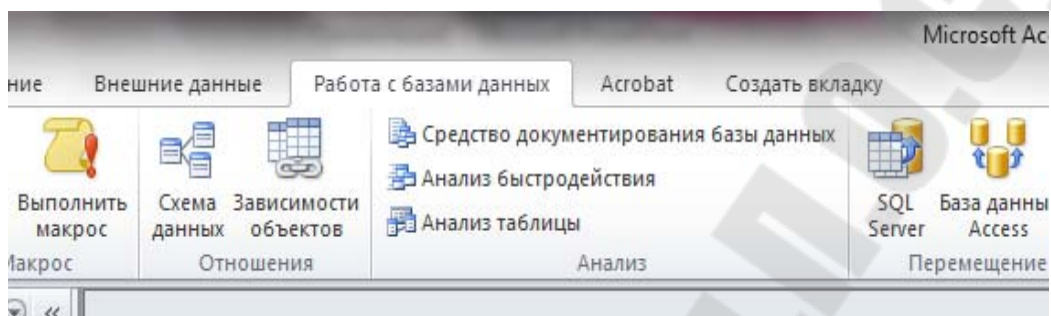 Microsoft Ac
ние Внешние данные Работа с базами данных Acrobat Создать вкладку
Выполнить макрос
Схема данных
Зависимости объектов
Средство документирования базы данных
Анализ быстродействия
Анализ таблицы
SQL Server
База данны
Access
Макрос Отношения Анализ Перемещение